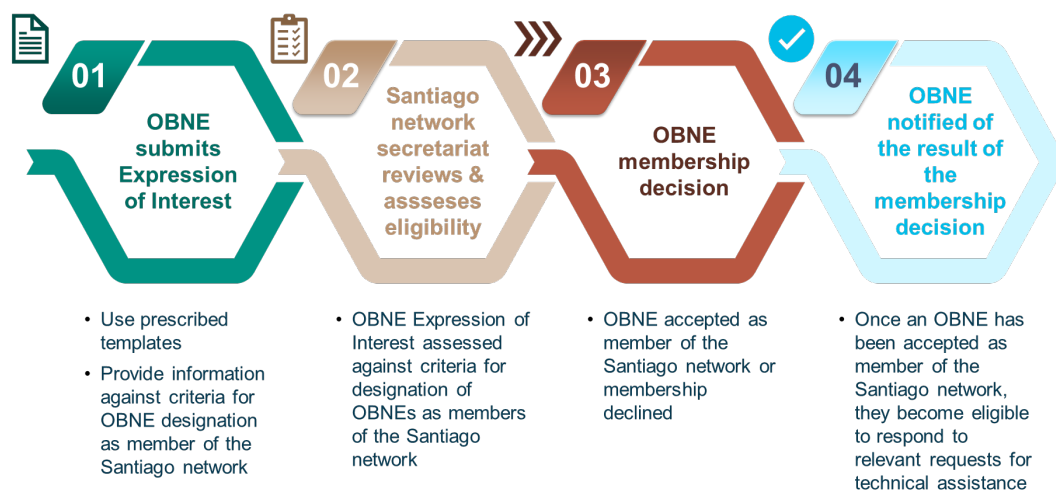 01
OBNE
submits
Expression
of Interest
02
Santiago
network
secretariat
reviews &
assseses
eligibility
03
OBNE
membership
decision
04
OBNE
notified of
the result of
the
membership
decision
• Use prescribed
templates
• Provide information
against criteria for
OBNE designation
as member of the
Santiago network
• OBNE Expression of
Interest assessed
against criteria for
designation of
OBNEs as members
of the Santiago
network
• OBNE accepted as
member of the
Santiago network or
membership
declined
• Once an OBNE has
been accepted as
member of the
Santiago network,
they become eligible
to respond to
relevant requests for
technical assistance